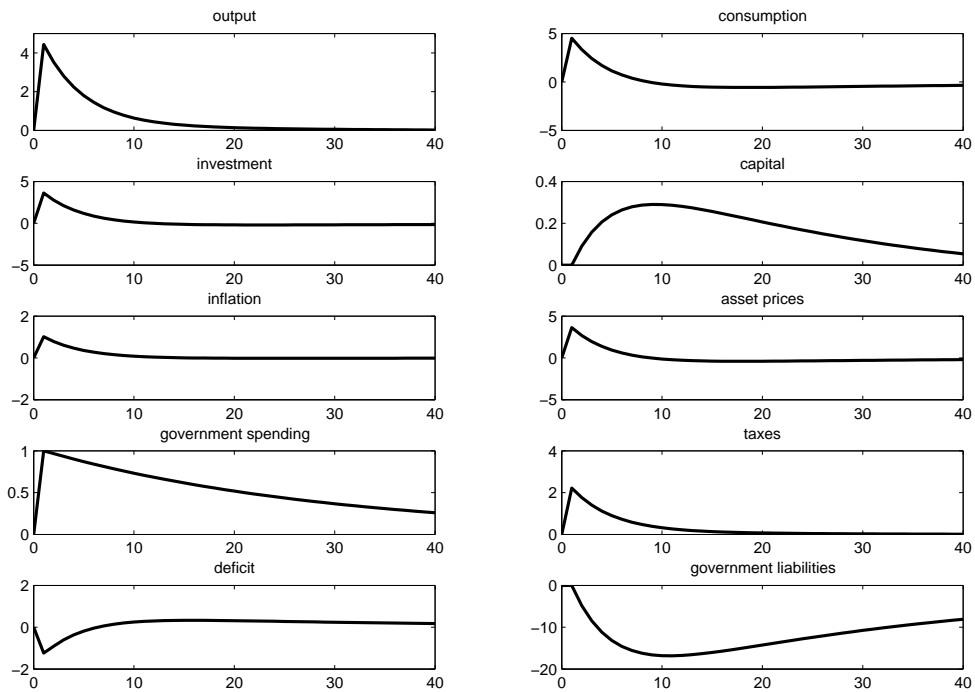 output
4
2
0
0 10 20 30 40
consumption
5
0
−5
0 10 20 30 40
investment
5
0
−5
0 10 20 30 40
capital
0.4
0.2
0
0 10 20 30 40
inflation
2
0
−2
0 10 20 30 40
asset prices
5
0
−5
0 10 20 30 40
government spending
1
0.5
0
0 10 20 30 40
taxes
4
2
0
0 10 20 30 40
deficit
2
0
−2
0 10 20 30 40
government liabilities
0
−10
−20
0 10 20 30 40